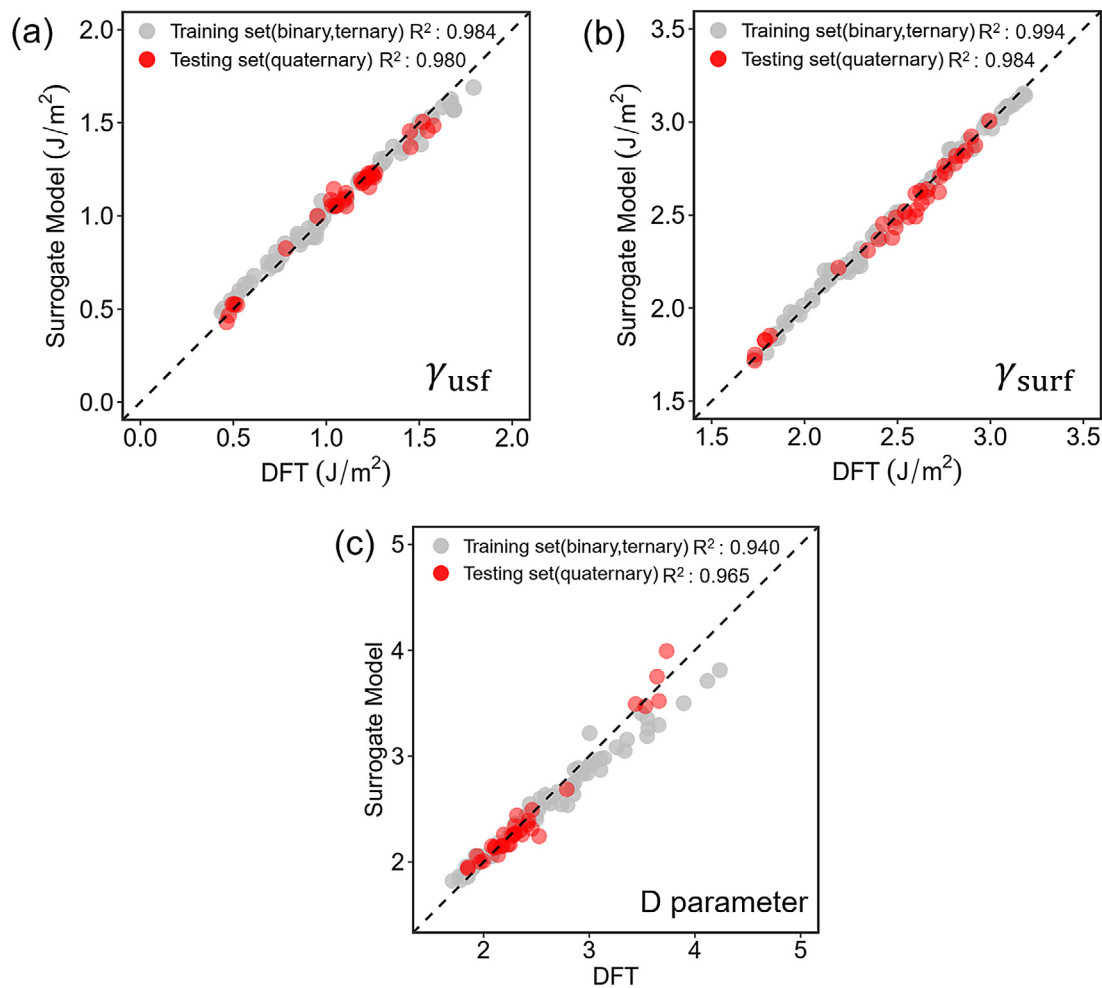 (a)
Training set(binary,ternary) R²: 0.984
Testing set(quaternary) R²: 0.980
2.0
1.5
1.0
0.5
0.0
Surrogate Model (J/m²)
γusf
0.0 0.5 1.0 1.5 2.0
DFT (J/m²)
(b)
Training set(binary,ternary) R²: 0.994
Testing set(quaternary) R²: 0.984
3.5
3.0
2.5
2.0
1.5
Surrogate Model (J/m²)
γsurf
1.5 2.0 2.5 3.0 3.5
DFT (J/m²)
(c)
Training set(binary,ternary) R²: 0.940
Testing set(quaternary) R²: 0.965
5
4
3
2
Surrogate Model
D parameter
2 3 4 5
DFT